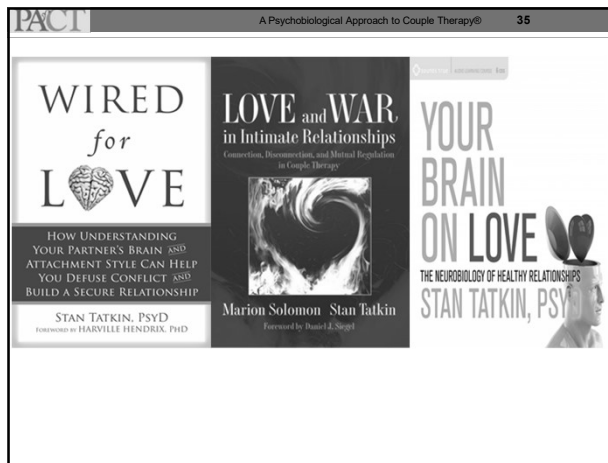 PACT
A Psychobiological Approach to Couple Therapy® 35
WIRED
for
LOVE
HOW UNDERSTANDING
YOUR PARTNER'S BRAIN AND
ATTACHMENT STYLE CAN HELP
YOU DEFUSE CONFLICT AND
BUILD A SECURE RELATIONSHIP
STAN TATKIN, PSYD
FOREWORD BY HARVILLE HENDRIX, PHD
LOVE and WAR
in Intimate Relationships
Connection, Disconnection, and Mutual Regulation
in Couple Therapy
Marion Solomon Stan Tatkin
Foreword by Daniel J. Siegel
YOUR
BRAIN
ON LOVE
THE NEUROBIOLOGY OF HEALTHY RELATIONSHIPS
STAN TATKIN, PSYD